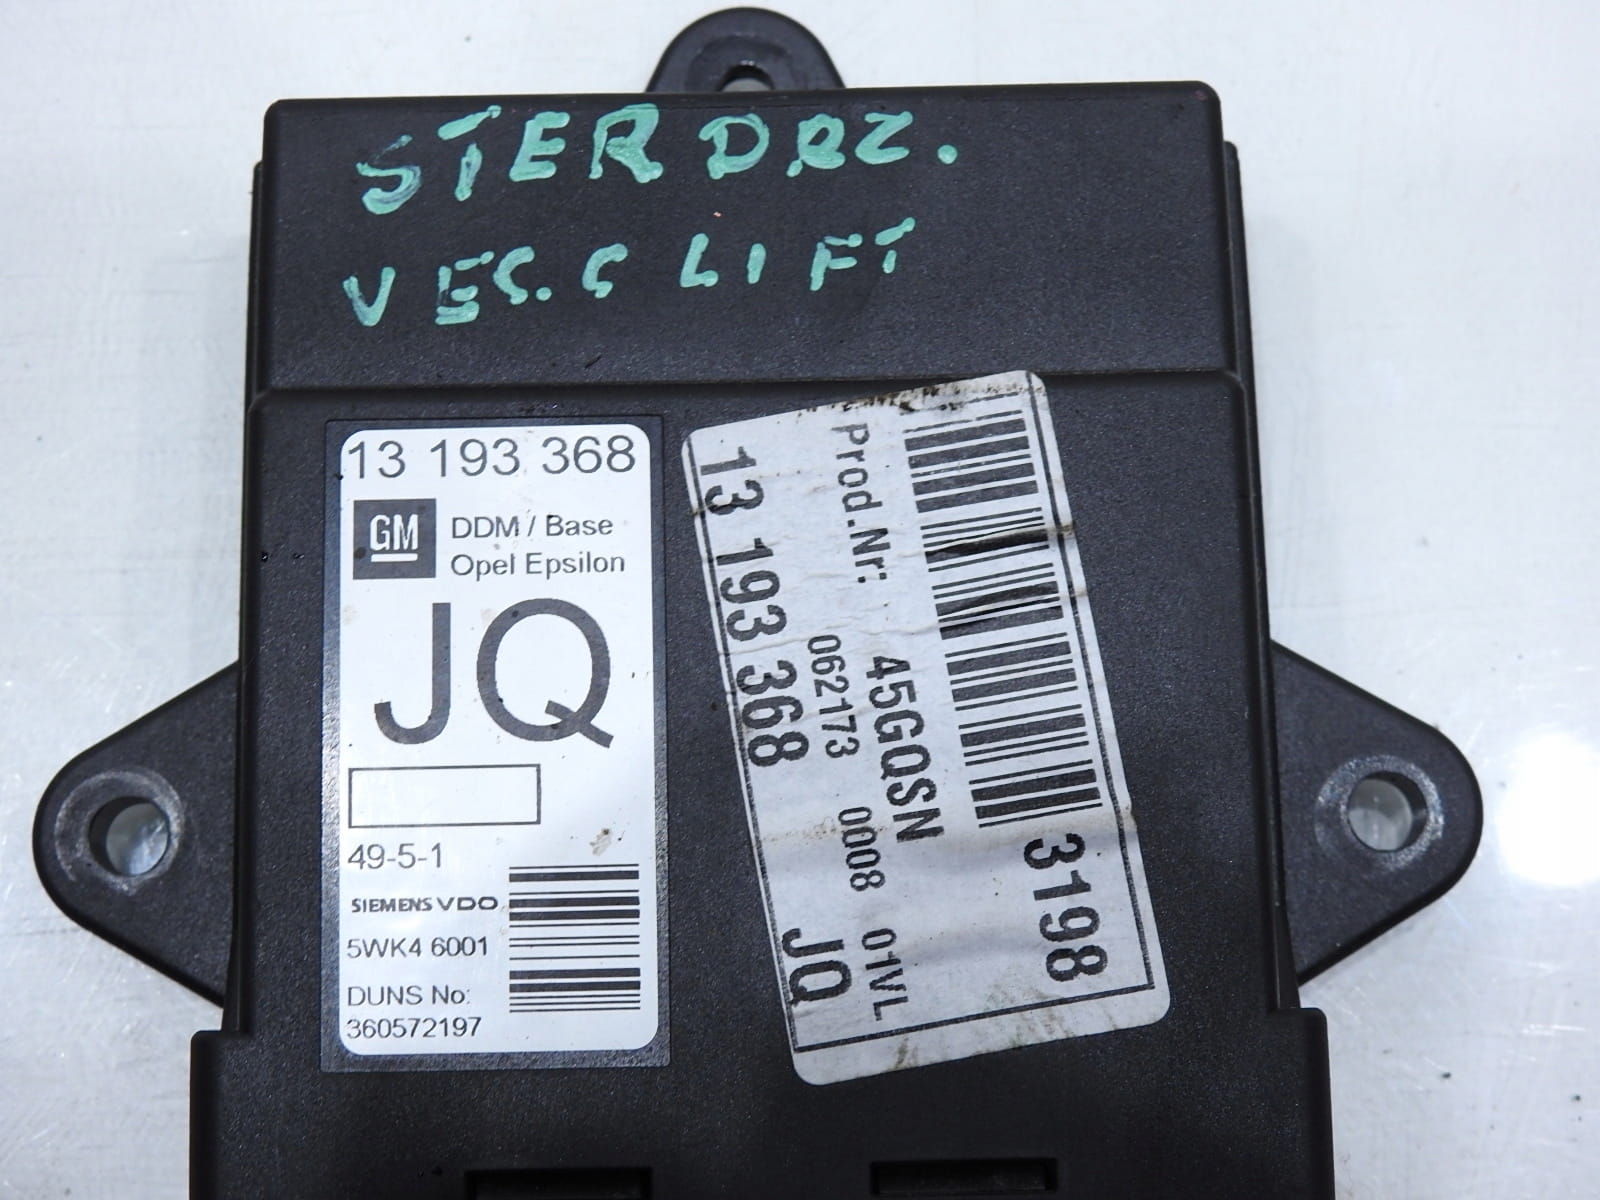 STER DRZ.
VEC. C LIFT
13 193 368
GM
DDM / Base
Opel Epsilon
JQ
49-5-1
SIEMENS VDO
5WK4 6001
DUNS No:
360572197
3198
Prod.Nr: 45GQSN
062173 0008 01VL
13 193 368 JQ